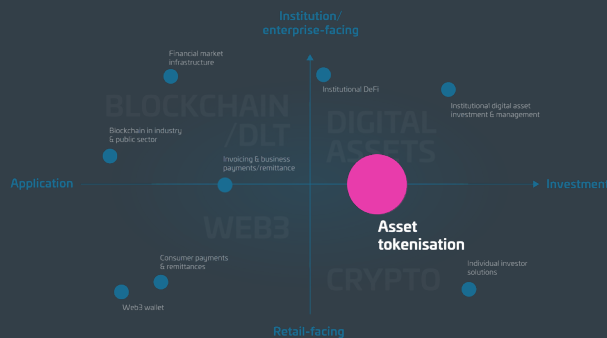 Institution/
enterprise-facing
Financial market
infrastructure
Institutional DeFi
Institutional digital asset
investment & management
BLOCKCHAIN
/DLT
DIGITAL
ASSETS
Blockchain in industry
& public sector
Invoicing & business
payments/remittance
Application
Investment
Asset
tokenisation
WEB3
Consumer payments
& remittances
Individual investor
solutions
CRYPTO
Web3 wallet
Retail-facing